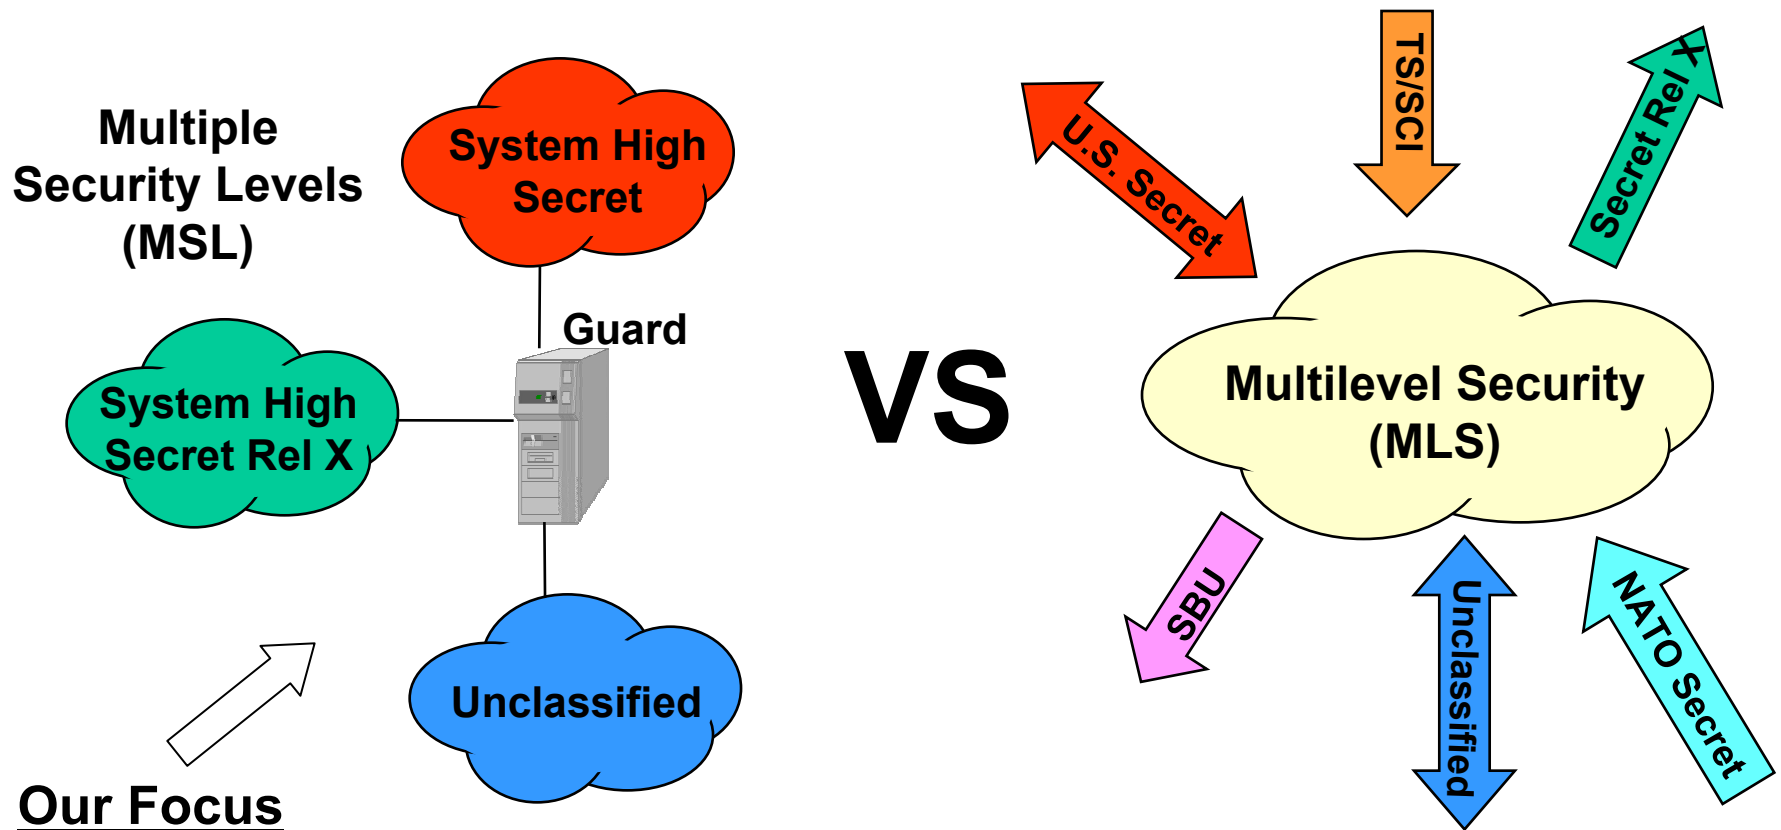 Multiple
Security Levels
(MSL)
System High
Secret
Guard
System High
Secret Rel X
Unclassified
Our Focus
VS
U.S. Secret
TS/SCI
Secret Rel X
Multilevel Security
(MLS)
SBU
Unclassified
NATO Secret